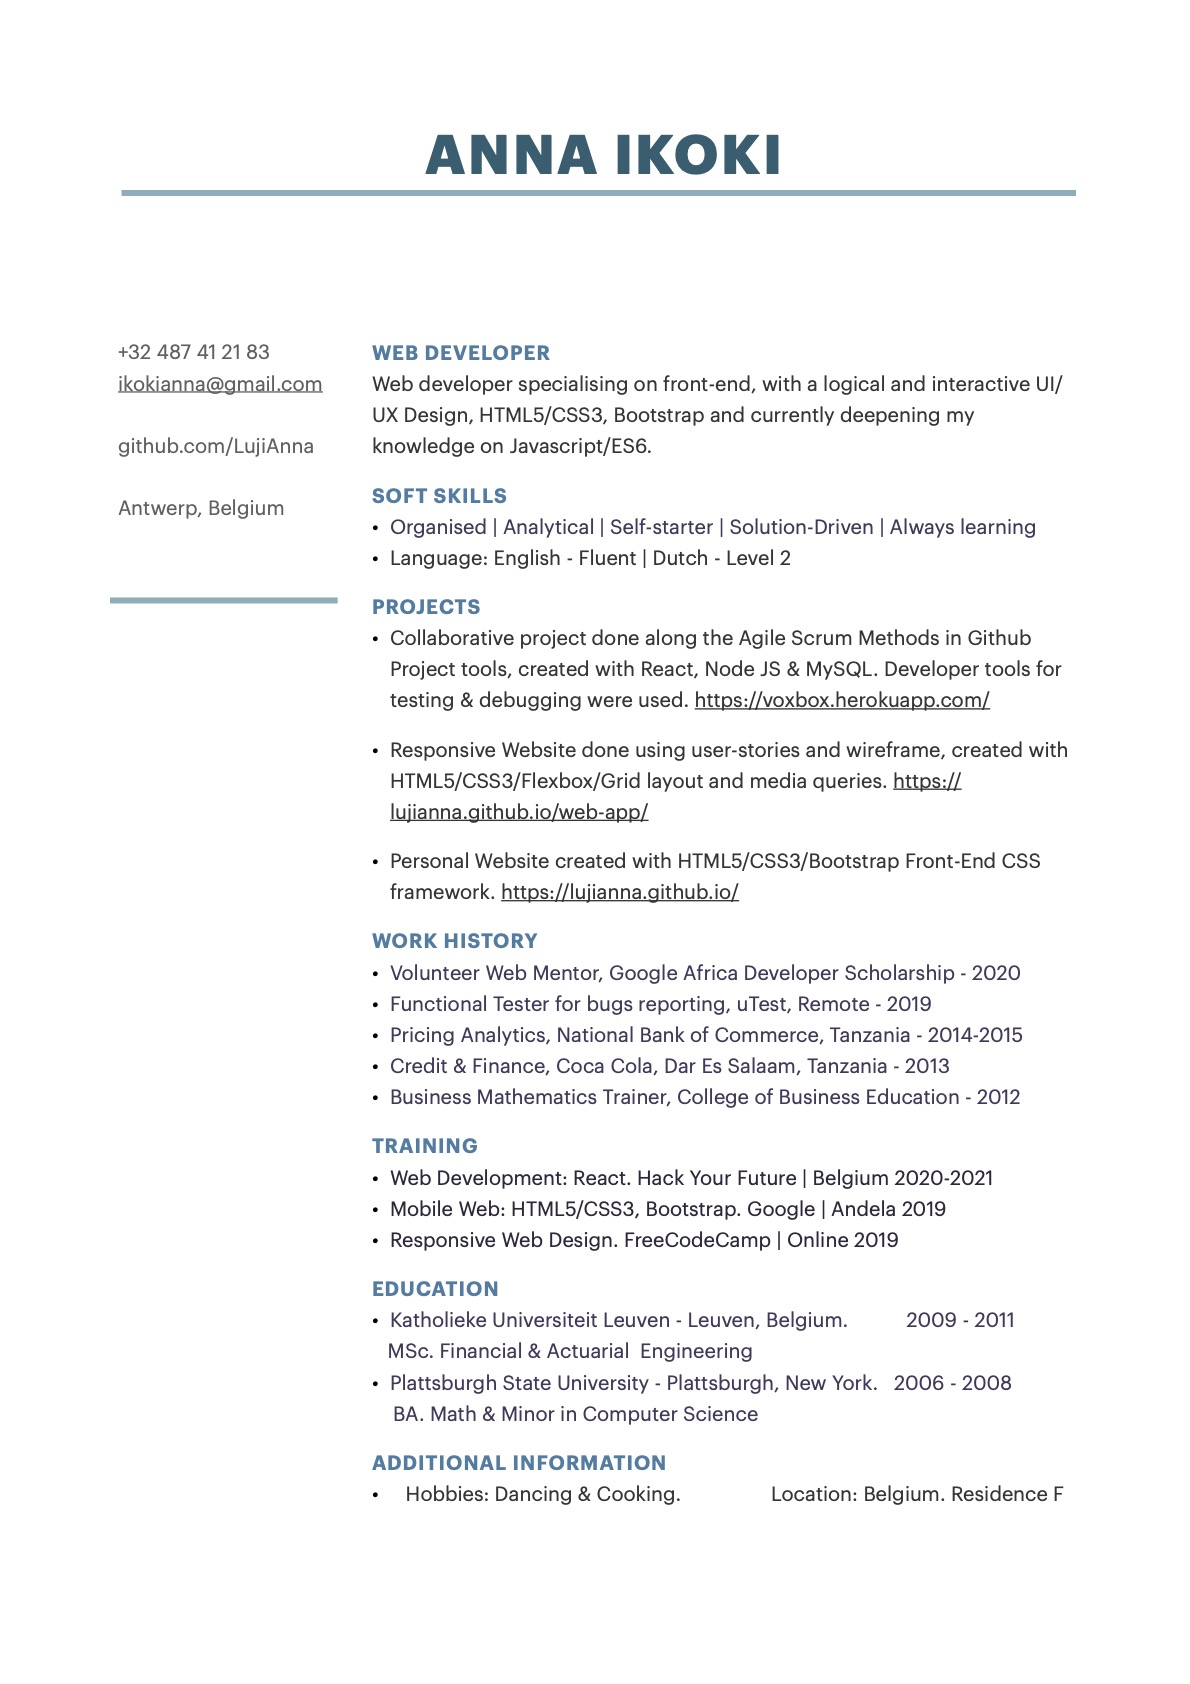 ANNA IKOKI
+32 487 41 21 83
ikokianna@gmail.com
github.com/LujiAnna
Antwerp, Belgium
WEB DEVELOPER
Web developer specialising on front-end, with a logical and interactive UI/
UX Design, HTML5/CSS3, Bootstrap and currently deepening my
knowledge on Javascript/ES6.
SOFT SKILLS
• Organised | Analytical | Self-starter | Solution-Driven | Always learning
• Language: English - Fluent | Dutch - Level 2
PROJECTS
• Collaborative project done along the Agile Scrum Methods in Github
Project tools, created with React, Node JS & MySQL. Developer tools for
testing & debugging were used. https://voxbox.herokuapp.com/
• Responsive Website done using user-stories and wireframe, created with
HTML5/CSS3/Flexbox/Grid layout and media queries. https://
lujianna.github.io/web-app/
• Personal Website created with HTML5/CSS3/Bootstrap Front-End CSS
framework. https://lujianna.github.io/
WORK HISTORY
• Volunteer Web Mentor, Google Africa Developer Scholarship - 2020
• Functional Tester for bugs reporting, uTest, Remote - 2019
• Pricing Analytics, National Bank of Commerce, Tanzania - 2014-2015
• Credit & Finance, Coca Cola, Dar Es Salaam, Tanzania - 2013
• Business Mathematics Trainer, College of Business Education - 2012
TRAINING
• Web Development: React. Hack Your Future | Belgium 2020-2021
• Mobile Web: HTML5/CSS3, Bootstrap. Google | Andela 2019
• Responsive Web Design. FreeCodeCamp | Online 2019
EDUCATION
• Katholieke Universiteit Leuven - Leuven, Belgium. 2009 - 2011
MSc. Financial & Actuarial Engineering
• Plattsburgh State University - Plattsburgh, New York. 2006 - 2008
BA. Math & Minor in Computer Science
ADDITIONAL INFORMATION
• Hobbies: Dancing & Cooking. Location: Belgium. Residence F